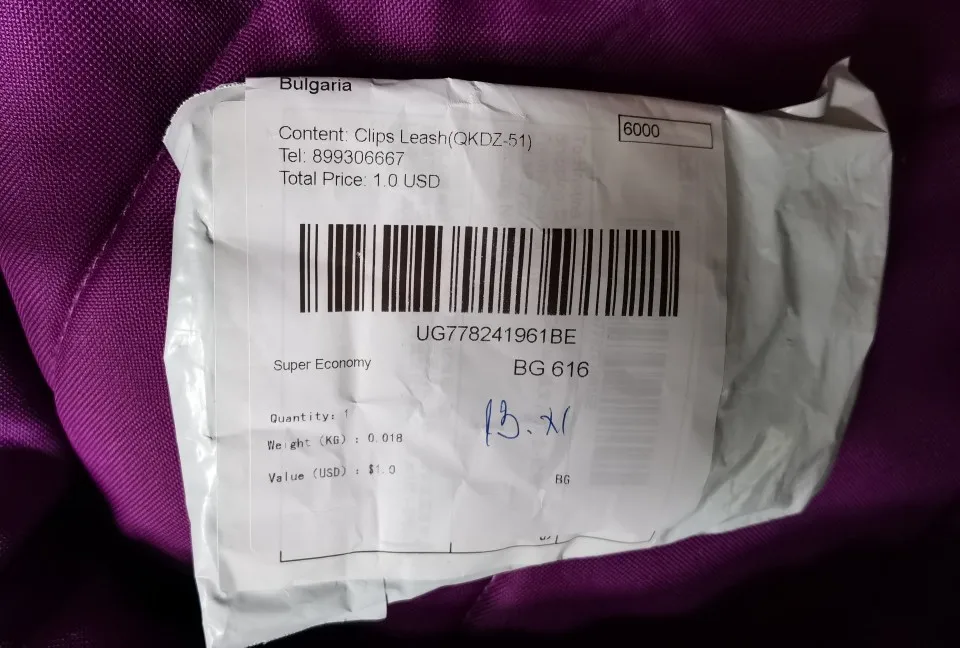 Bulgaria
6000
Content: Clips Leash(QKDZ-51)
Tel: 899306667
Total Price: 1.0 USD
UG778241961BE
Super Economy
BG 616
Quantity: 1
13. XI
Weight (KG) : 0.018
Value (USD) : $1.0
BG